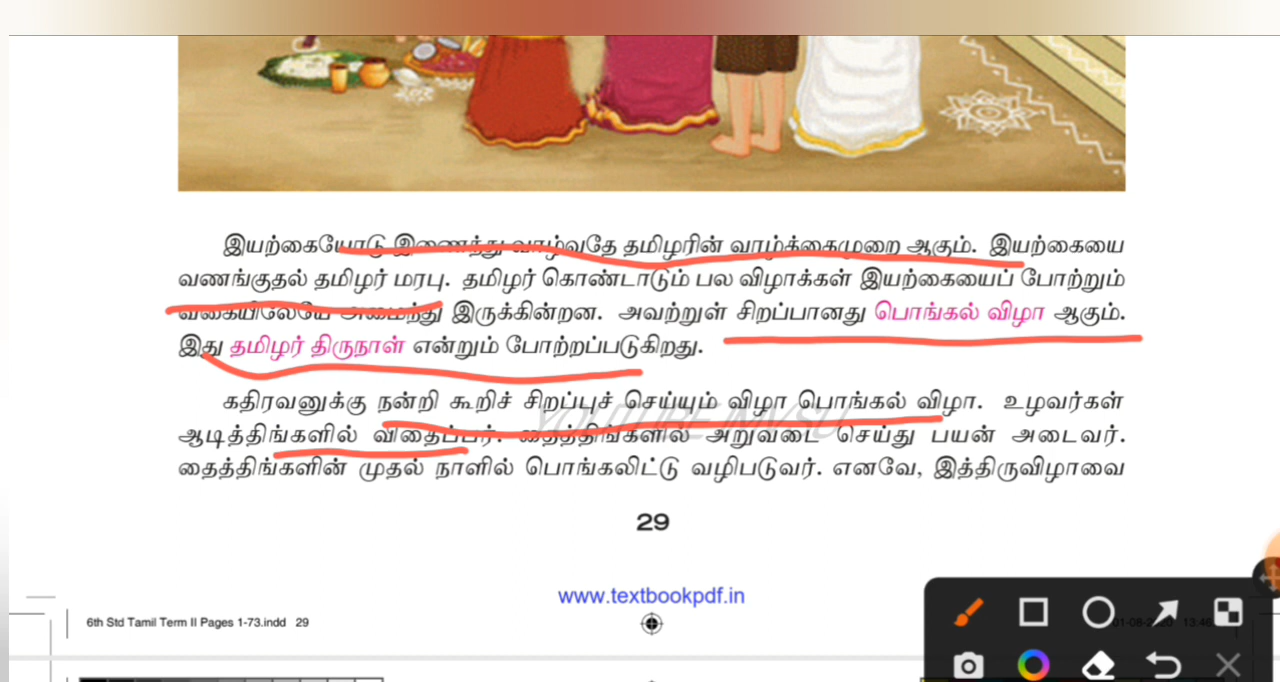 இயற்கையோடு இணைந்து வாழ்வதே தமிழரின் வாழ்க்கைமுறை ஆகும். இயற்கையை
வணங்குதல் தமிழர் மரபு. தமிழர் கொண்டாடும் பல விழாக்கள் இயற்கையைப் போற்றும்
வகையிலேயே அமைந்து இருக்கின்றன. அவற்றுள் சிறப்பானது பொங்கல் விழா ஆகும்.
இது தமிழர் திருநாள் என்றும் போற்றப்படுகிறது.
கதிரவனுக்கு நன்றி கூறிச் சிறப்புச் செய்யும் விழா பொங்கல் விழா. உழவர்கள்
ஆடித்திங்களில் விதைப்பர். தைத்திங்களில் அறுவடை செய்து பயன் அடைவர்.
தைத்திங்களின் முதல் நாளில் பொங்கலிட்டு வழிபடுவர். எனவே, இத்திருவிழாவை
29
www.textbookpdf.in
6th Std Tamil Term II Pages 1-73.indd 29